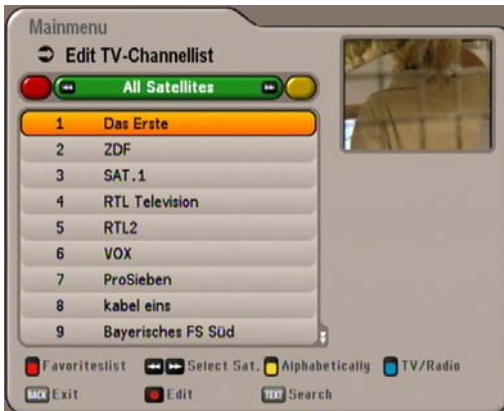 Mainmenu
Edit TV-Channellist
All Satellites
1 Das Erste
2 ZDF
3 SAT.1
4 RTL Television
5 RTL2
6 VOX
7 ProSieben
8 kabel eins
9 Bayerisches FS Süd
Favoriteslist Select Sat. Alphabetically TV/Radio
BACK Exit Edit TEXT Search